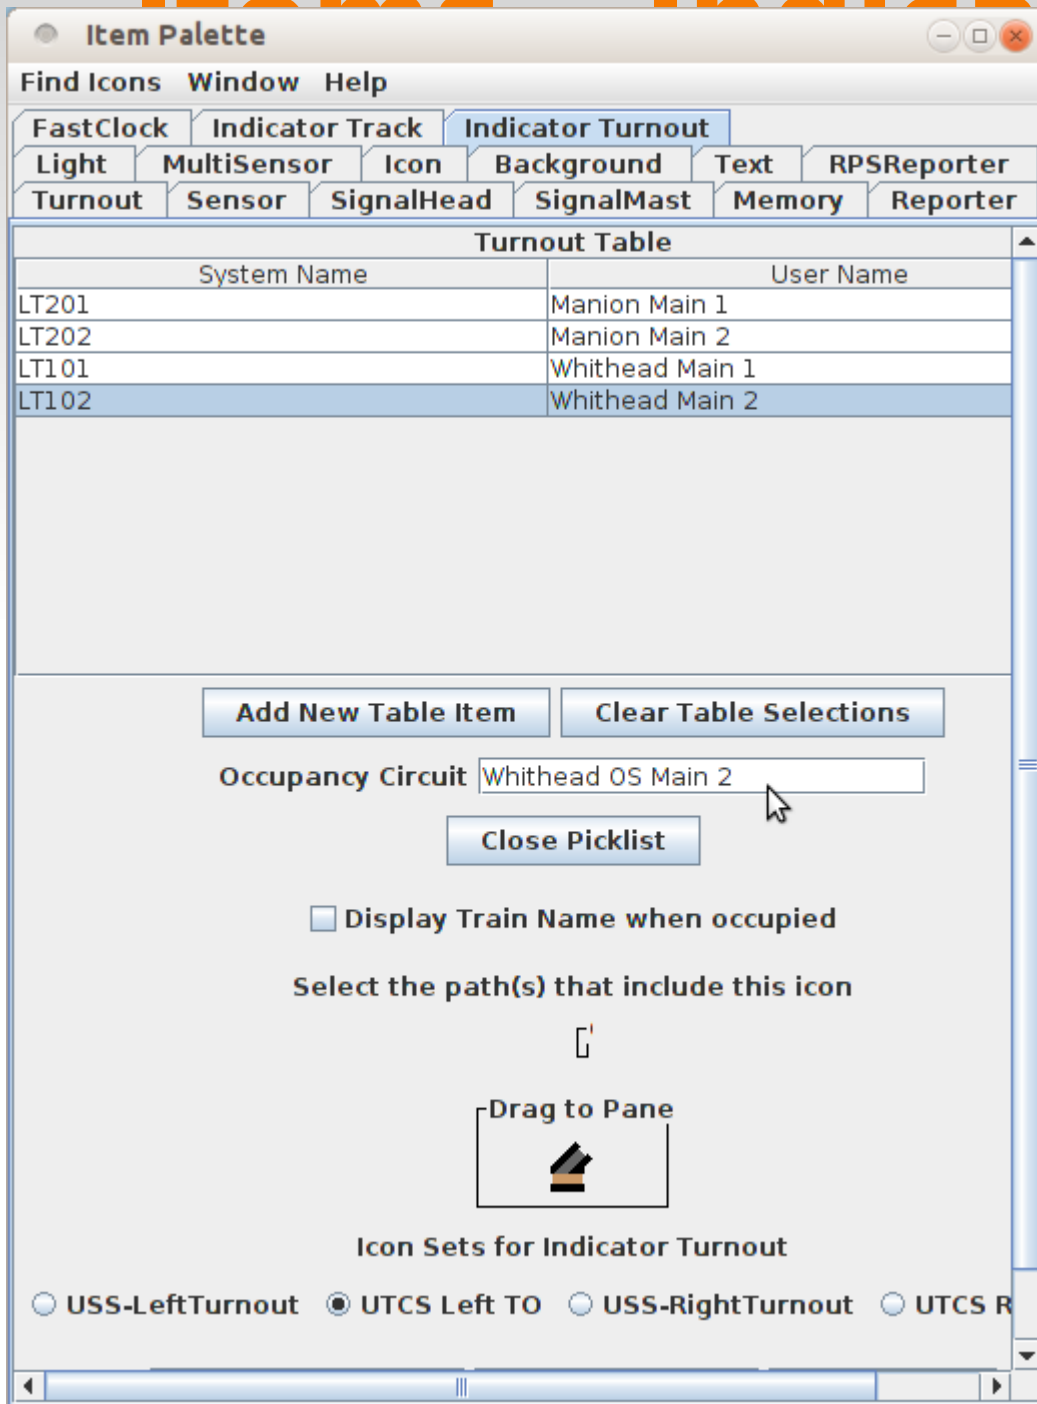 Item Palette
Find Icons Window Help
FastClock Indicator Track Indicator Turnout
Light MultiSensor Icon Background Text RPSReporter
Turnout Sensor SignalHead SignalMast Memory Reporter
Turnout Table
System Name User Name
LT201 Manion Main 1
LT202 Manion Main 2
LT101 Whithead Main 1
LT102 Whithead Main 2
Add New Table Item Clear Table Selections
Occupancy Circuit Whithead OS Main 2
Close Picklist
Display Train Name when occupied
Select the path(s) that include this icon
Drag to Pane
Icon Sets for Indicator Turnout
USS-LeftTurnout UTCS Left TO USS-RightTurnout UTCS R